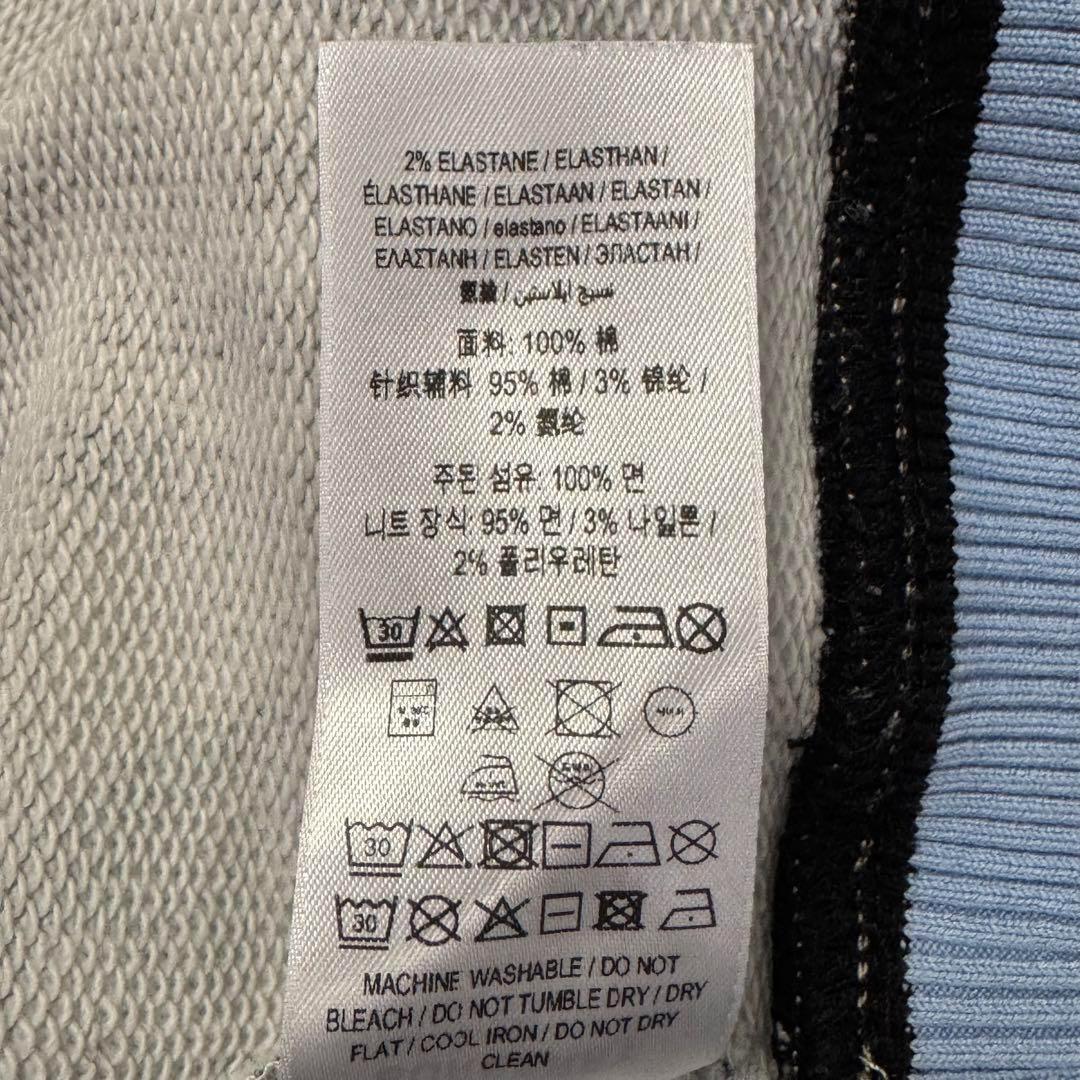 2% ELASTANE / ELASTHAN /
ÉLASTHANE / ELASTAAN / ELASTAN /
ELASTANO / elastano / ELASTAANI /
ΕΛΑΣΤΑΝΗ / ELASTEN / ЭЛАСТАН /
面料: 100% 棉
针织辅料 95% 棉 / 3% 锦纶 /
2% 氨纶
주된 섬유: 100% 면
니트 장식: 95% 면 / 3% 나일론 /
2% 폴리우레탄
30
30
30
MACHINE WASHABLE / DO NOT
BLEACH / DO NOT TUMBLE DRY / DRY
FLAT / COOL IRON / DO NOT DRY
CLEAN